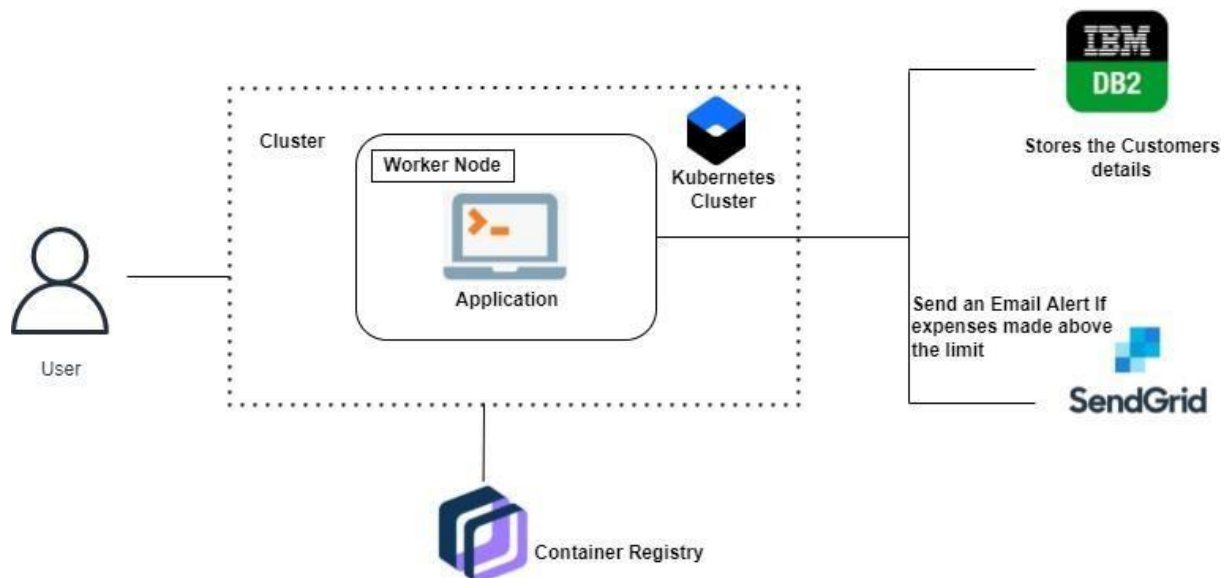 IBM
DB2
Stores the Customers
details
Cluster
Worker Node
Kubernetes
Cluster
Application
User
Send an Email Alert If
expenses made above
the limit
SendGrid
Container Registry